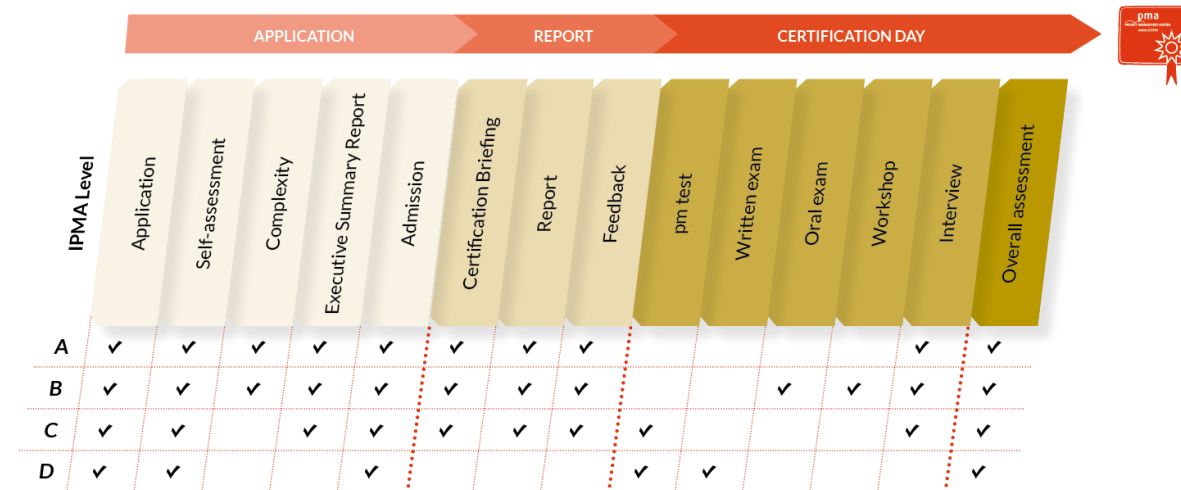 pma
APPLICATION REPORT CERTIFICATION DAY
IPMA Level
Application
Self-assessment
Complexity
Executive Summary Report
Admission
Certification Briefing
Report
Feedback
pm test
Written exam
Oral exam
Workshop
Interview
Overall assessment
A ✔ ✔ ✔ ✔ ✔ ✔ ✔ ✔ ✔ ✔
B ✔ ✔ ✔ ✔ ✔ ✔ ✔ ✔ ✔ ✔ ✔ ✔
C ✔ ✔ ✔ ✔ ✔ ✔ ✔ ✔ ✔ ✔
D ✔ ✔ ✔ ✔ ✔ ✔